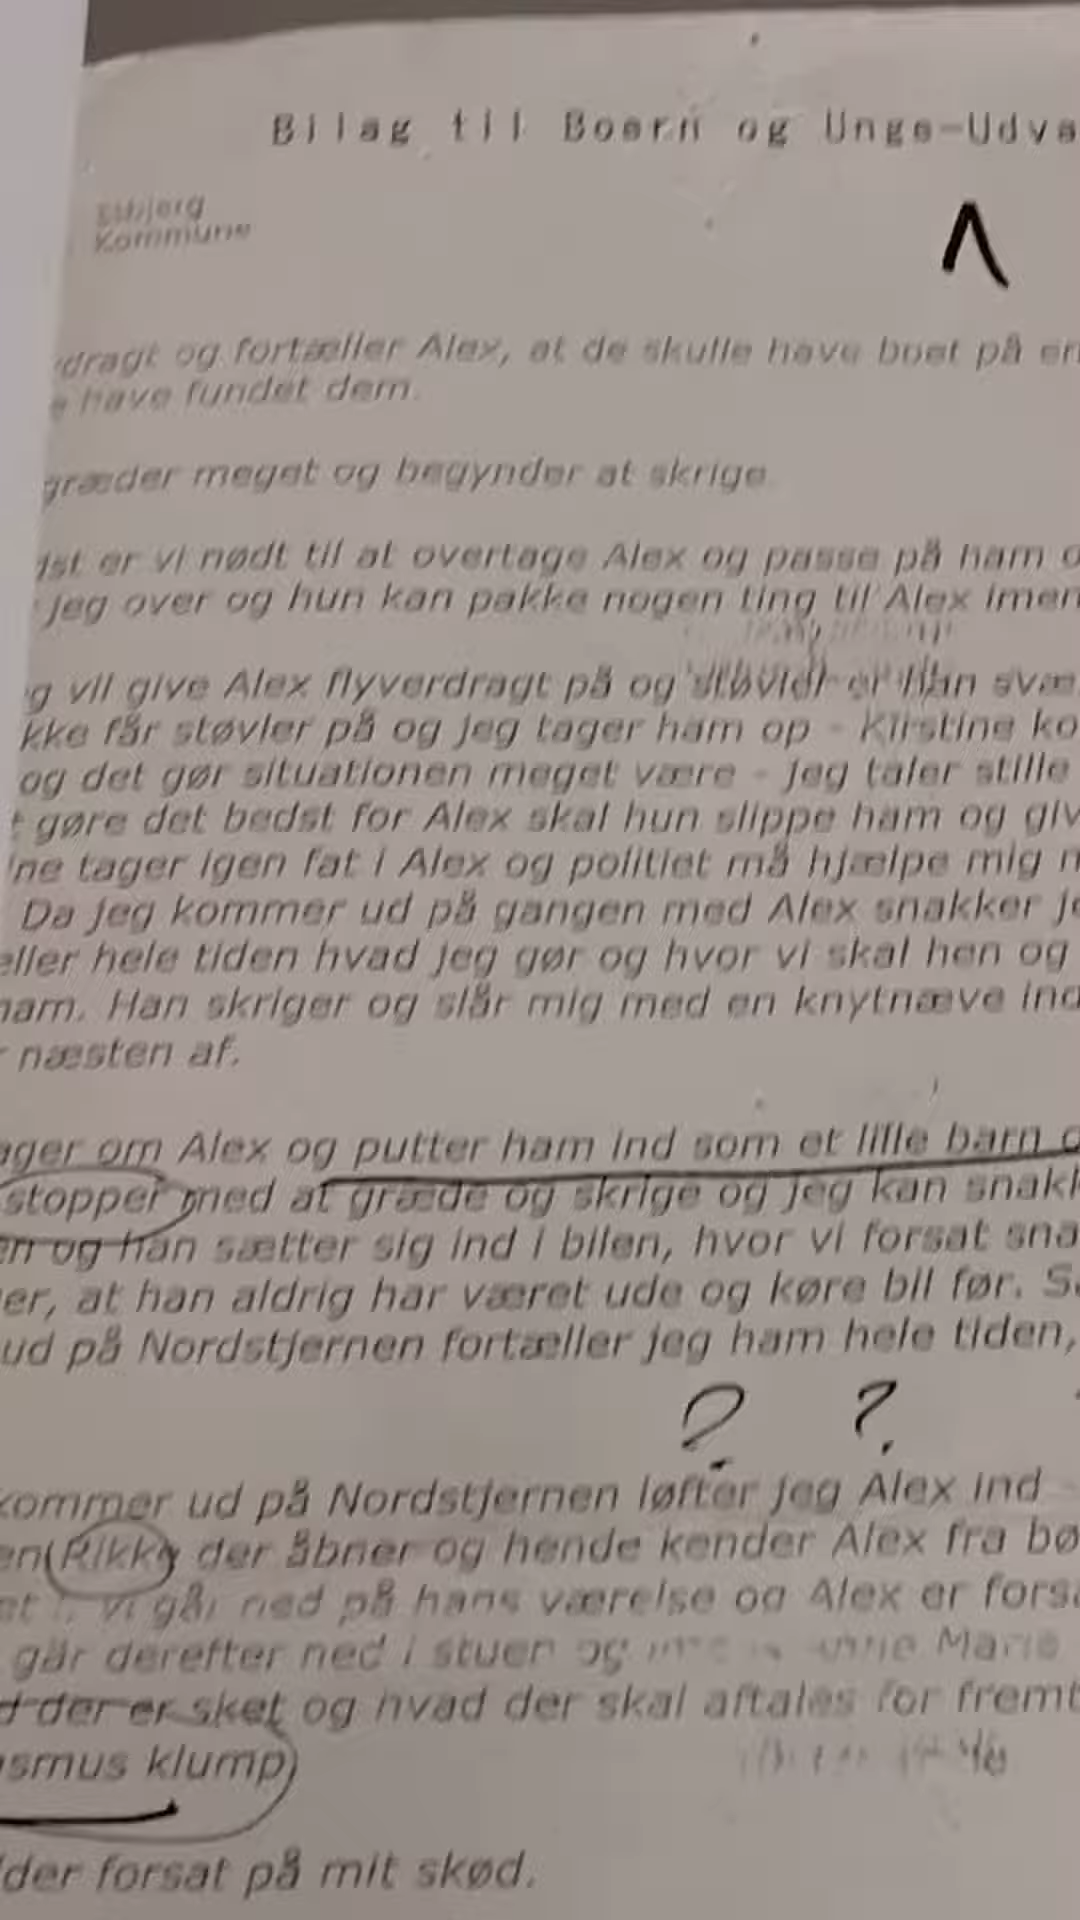 Bilag til Boern og Unge-Udva
Esbjerg
Kommune
dragt og fortæller Alex, at de skulle have boet på en
have fundet dem.
græder meget og begynder at skrige.
er vi nødt til at overtage Alex og passe på ham
jeg over og hun kan pakke nogen ting til Alex imen
vil give Alex flyverdragt på og støvler er han svæ
kke får støvler på og jeg tager ham op - Kirstine ko
og det gør situationen meget være - jeg taler stille
gøre det bedst for Alex skal hun slippe ham og giv
ne tager igen fat i Alex og politiet må hjælpe mig
Da jeg kommer ud på gangen med Alex snakker je
eller hele tiden hvad jeg gør og hvor vi skal hen og
ham. Han skriger og slår mig med en knytnæve ind
næsten af.
ager om Alex og putter ham ind som et lille barn
stopper med at græde og skrige og jeg kan snakk
en og han sætter sig ind i bilen, hvor vi forsat sna
er, at han aldrig har været ude og køre bil før. Så
ud på Nordstjernen fortæller jeg ham hele tiden,
? ?
kommer ud på Nordstjernen løfter jeg Alex ind
en Rikke der åbner og hende kender Alex fra bø
et vi går ned på hans værelse og Alex er forsa
går derefter ned i stuen og Anne Marie
d der er sket og hvad der skal aftales for fremt
asmus klump)
der forsat på mit skød.